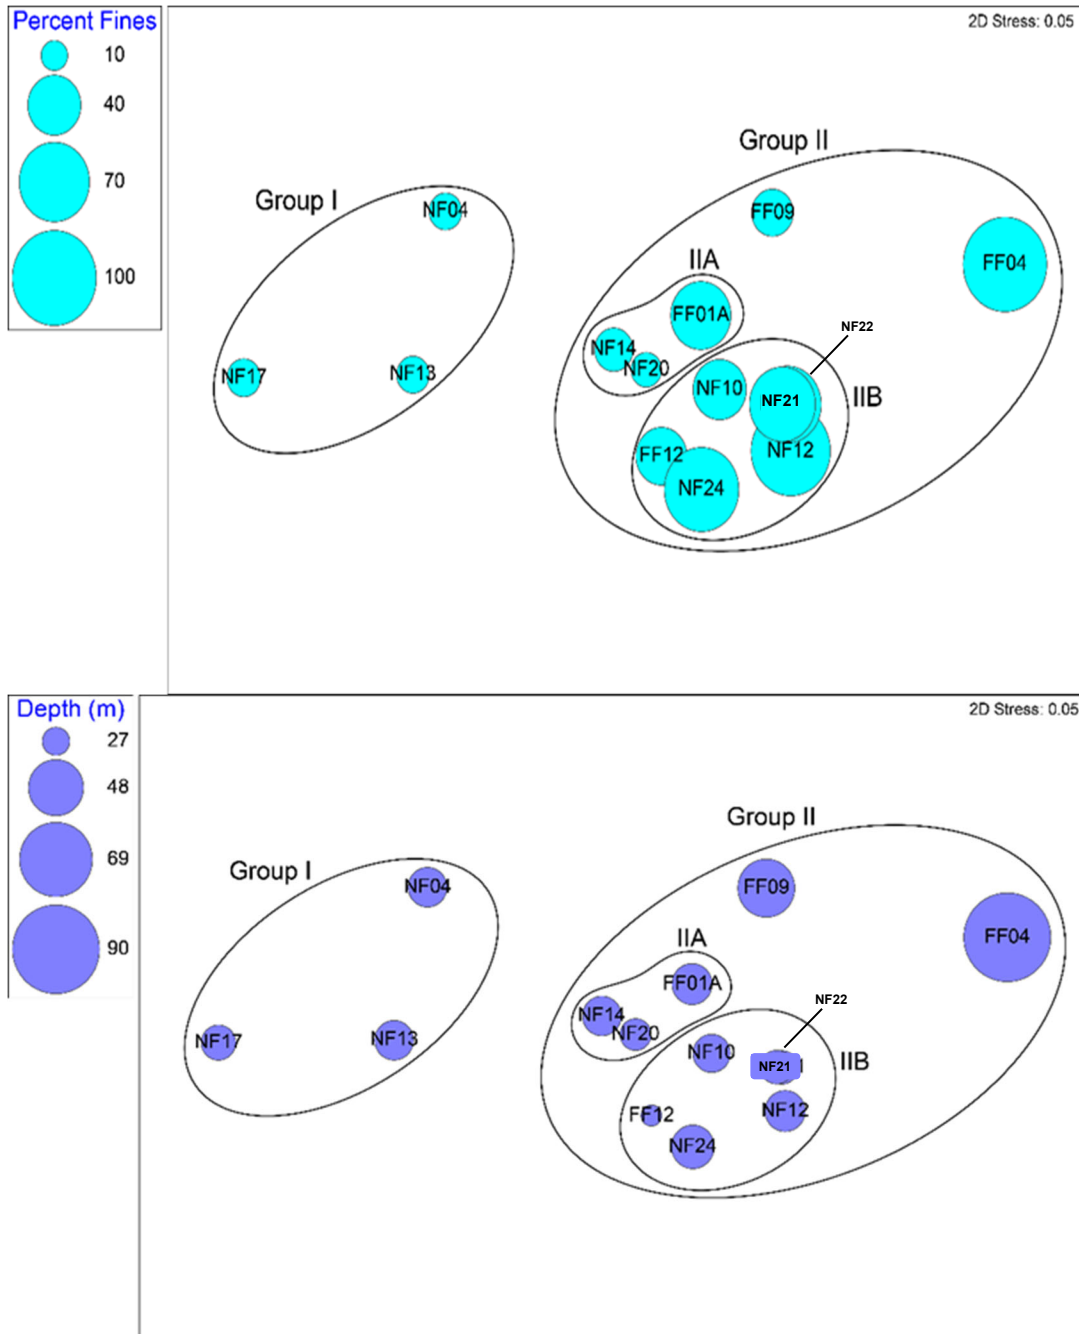 Percent Fines
10
40
70
100
2D Stress: 0.05
Group I
NF04
NF17
NF13
Group II
FF09
FF04
IIA
FF01A
NF14
NF20
NF22
NF10
NF21
IIB
FF12
NF12
NF24
Depth (m)
27
48
69
90
2D Stress: 0.05
Group I
NF04
NF17
NF13
Group II
FF09
FF04
IIA
FF01A
NF14
NF20
NF22
NF10
NF21
IIB
FF12
NF12
NF24